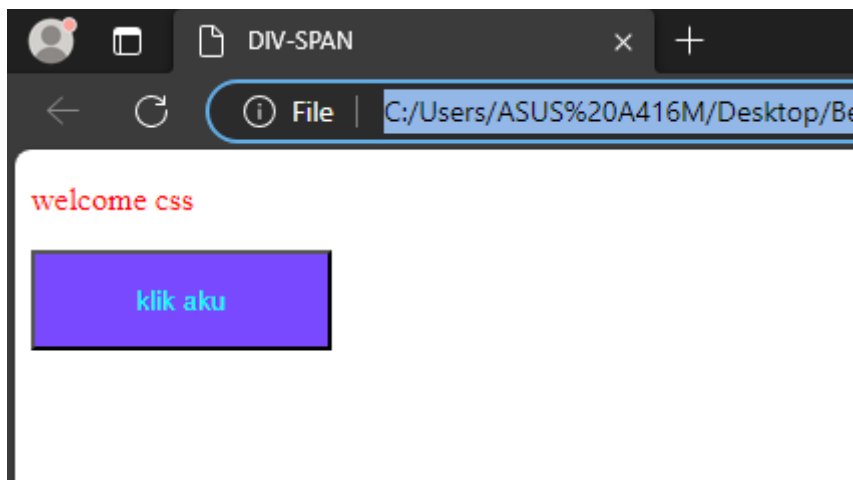 DIV-SPAN
File C:/Users/ASUS%20A416M/Desktop/Be
welcome css
klik aku